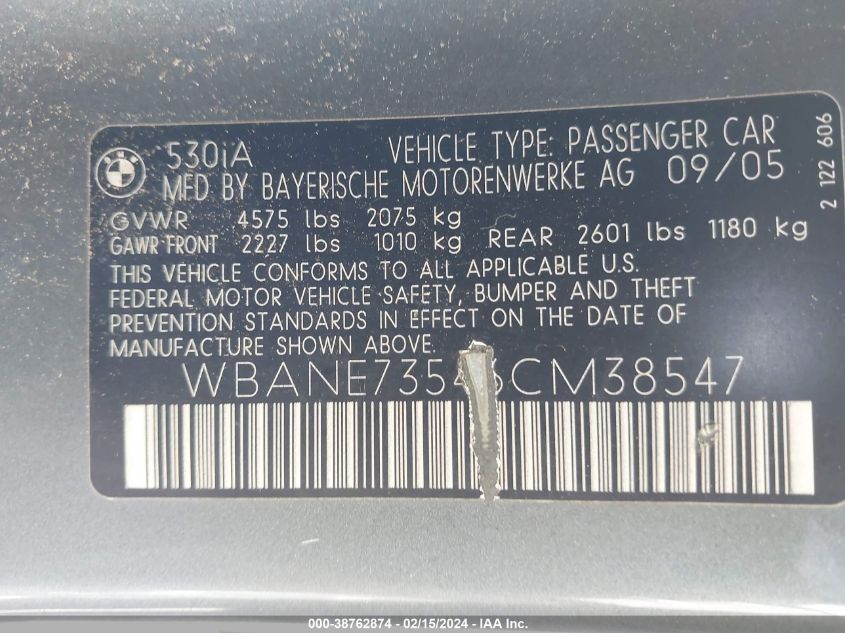 BMW
530iA VEHICLE TYPE: PASSENGER CAR
MFD BY BAYERISCHE MOTORENWERKE AG 09/05
GVWR 4575 lbs 2075 kg
GAWR FRONT 2227 lbs 1010 kg REAR 2601 lbs 1180 kg
THIS VEHICLE CONFORMS TO ALL APPLICABLE U.S.
FEDERAL MOTOR VEHICLE SAFETY, BUMPER AND THEFT
PREVENTION STANDARDS IN EFFECT ON THE DATE OF
MANUFACTURE SHOWN ABOVE.
WBANE73546CM38547
2 122 606
000-38762874 - 02/15/2024 - IAA Inc.